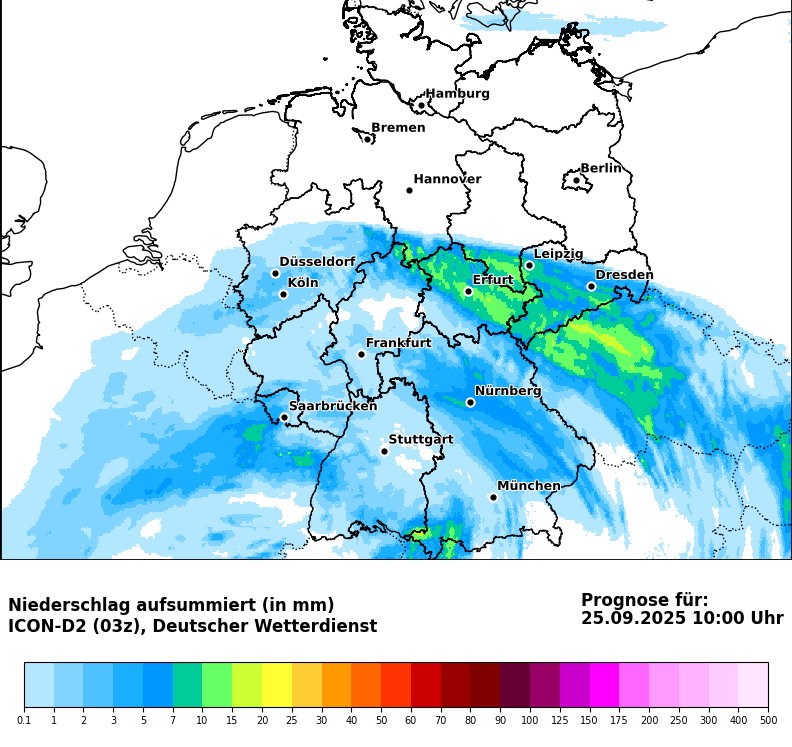 Hamburg
Bremen
Berlin
Hannover
Leipzig
Düsseldorf
Dresden
Köln
Erfurt
Frankfurt
Nürnberg
Saarbrücken
Stuttgart
München
Niederschlag aufsummiert (in mm)
ICON-D2 (03z), Deutscher Wetterdienst
Prognose für:
25.09.2025 10:00 Uhr
0.1 1 2 3 5 7 10 15 20 25 30 40 50 60 70 80 90 100 125 150 175 200 250 300 400 500